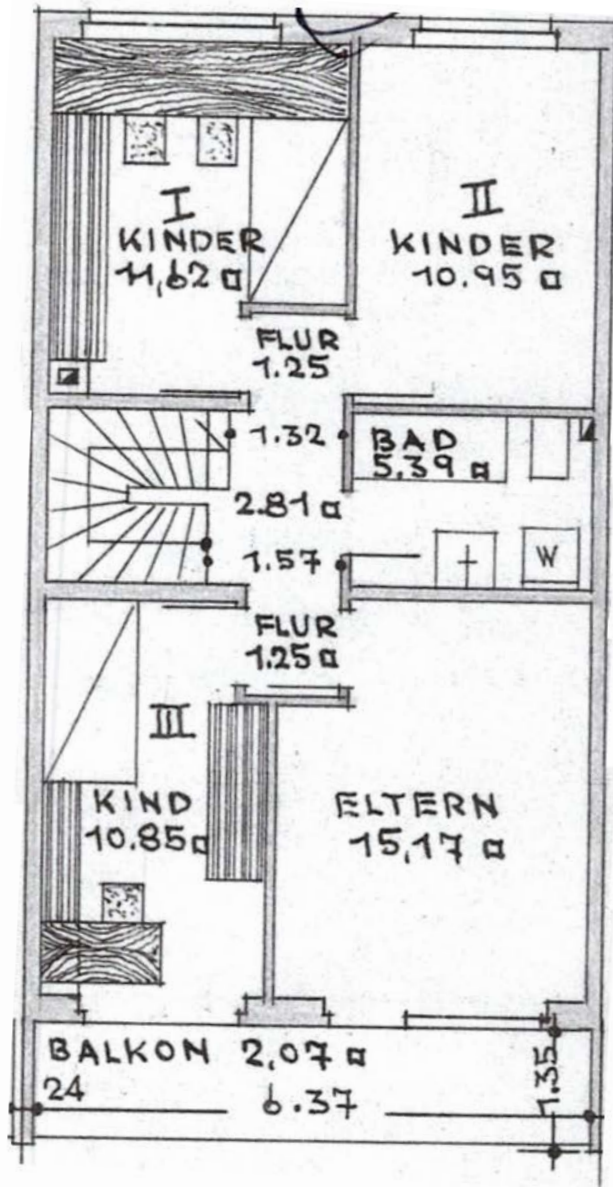 I
KINDER
11,62 □
II
KINDER
10.95 □
FLUR
1.25
1.32
BAD
5.39 □
2.81 □
1.57
W
FLUR
1.25 □
III
KIND
10.85 □
ELTERN
15,17 □
BALKON 2,07 □
24
6.37
1.35